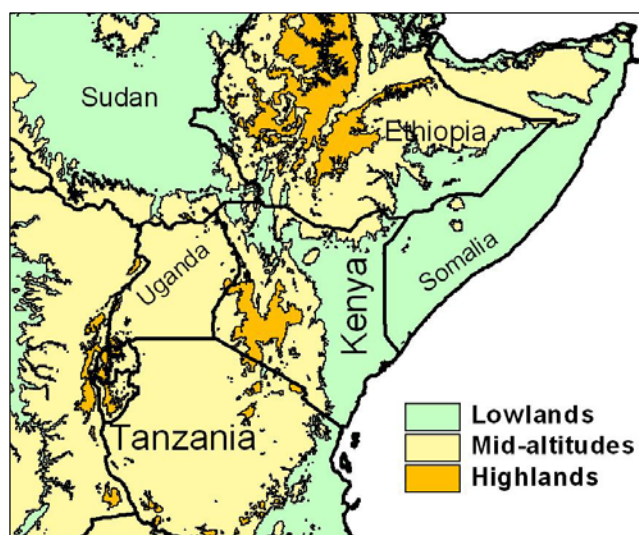 Sudan
Ethiopia
Uganda
Kenya
Somalia
Tanzania
Lowlands
Mid-altitudes
Highlands